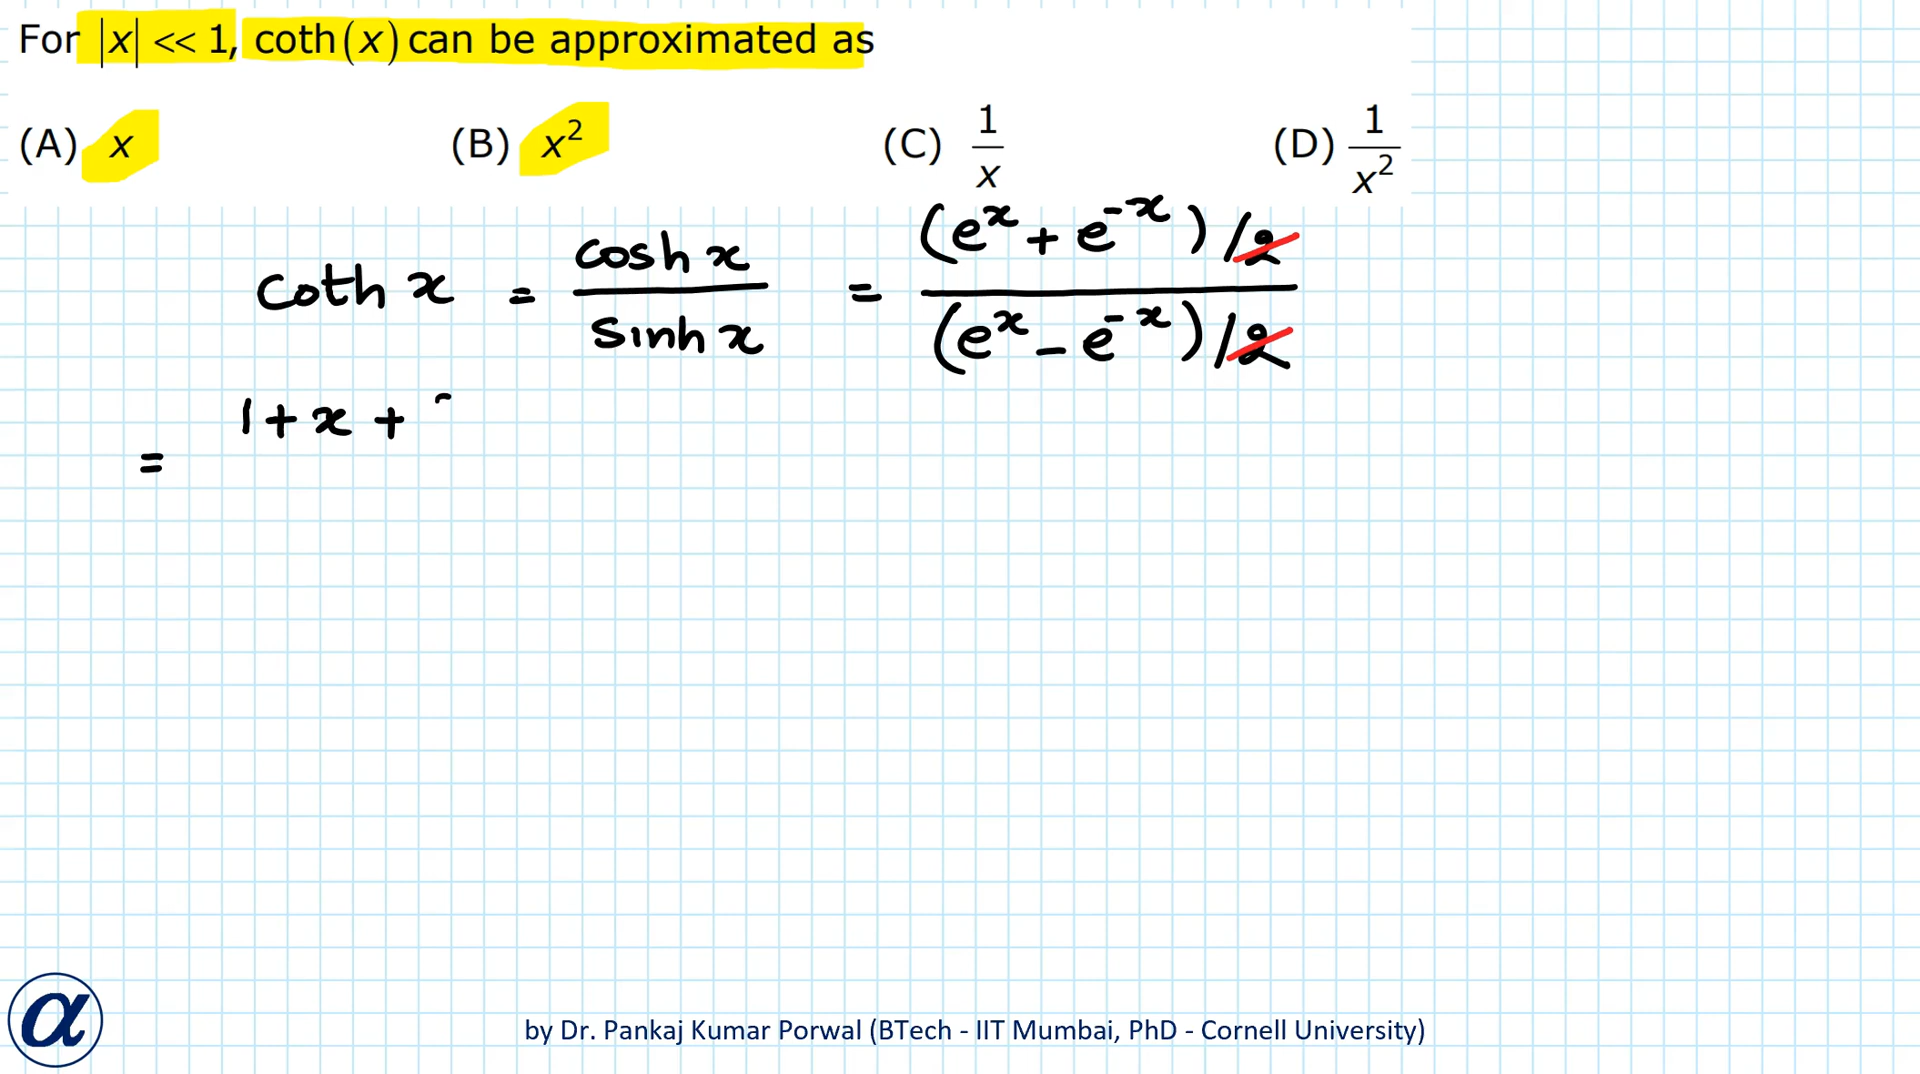 For |x| << 1, coth(x) can be approximated as
(A) x (B) x² (C) 1/x (D) 1/x²
coth x = cosh x / sinh x = (eˣ + e⁻ˣ)/2 / (eˣ − e⁻ˣ)/2
= 1 + x +
α
by Dr. Pankaj Kumar Porwal (BTech - IIT Mumbai, PhD - Cornell University)